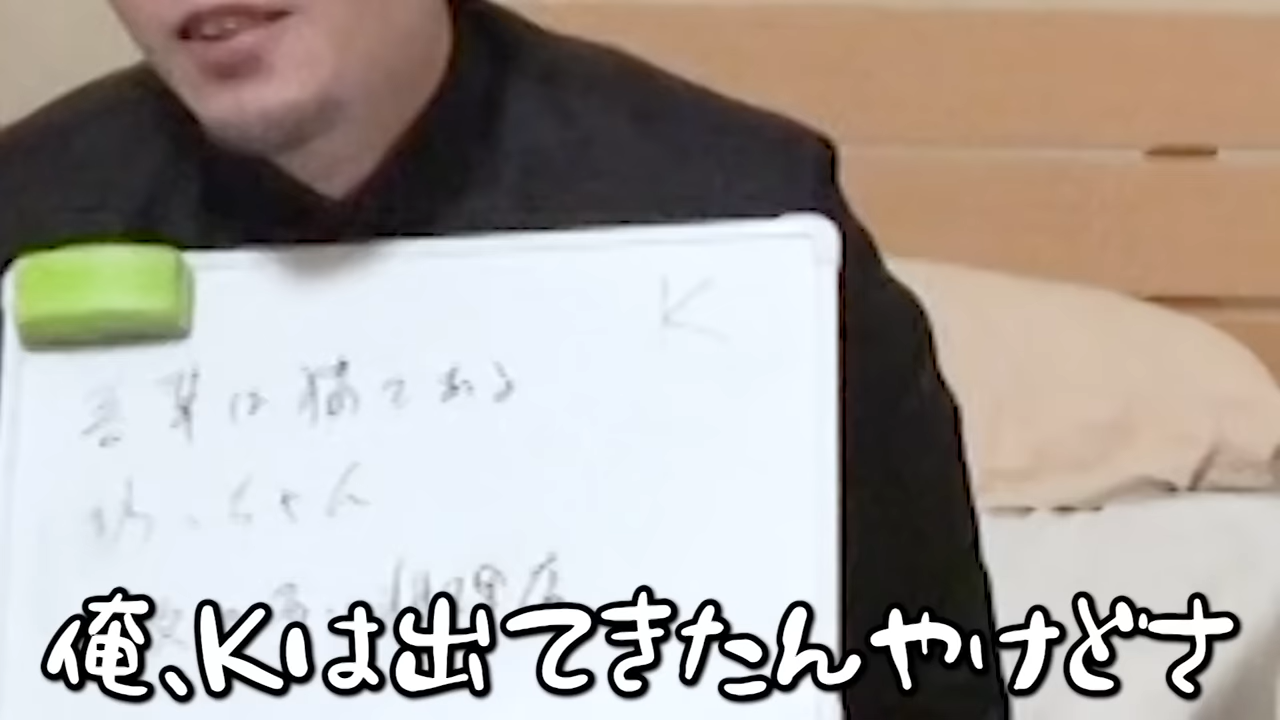 K
吾輩は猫である
坊っちゃん
俺、Kは出てきたんやけどさ